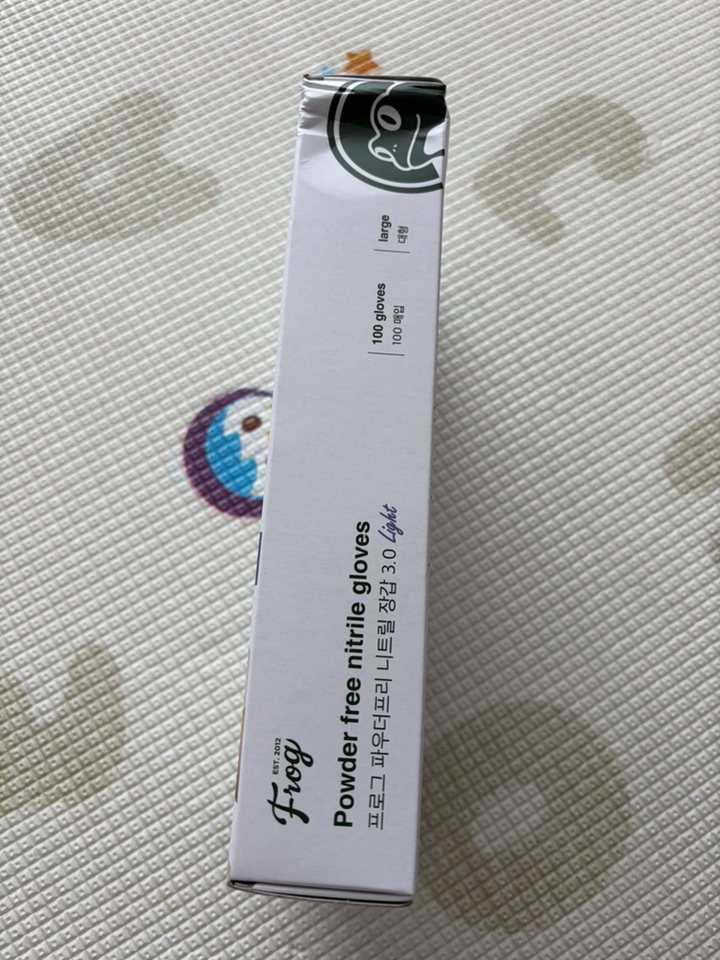 Frog
EST. 2012
Powder free nitrile gloves
프로그 파우더프리 니트릴 장갑 3.0 Light
100 gloves
100 매입
large
대형